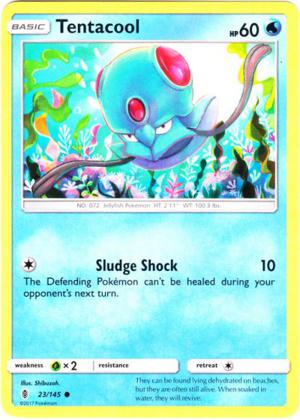 BASIC Tentacool HP60
NO. 072 Jellyfish Pokémon HT: 2'11" WT: 100.3 lbs.
Sludge Shock 10
The Defending Pokémon can't be healed during your
opponent's next turn.
weakness ×2 resistance retreat
Illus. Shibuzoh.
23/145
©2017 Pokémon
They can be found lying dehydrated on beaches,
but they are often still alive. When soaked in
water, they will revive.